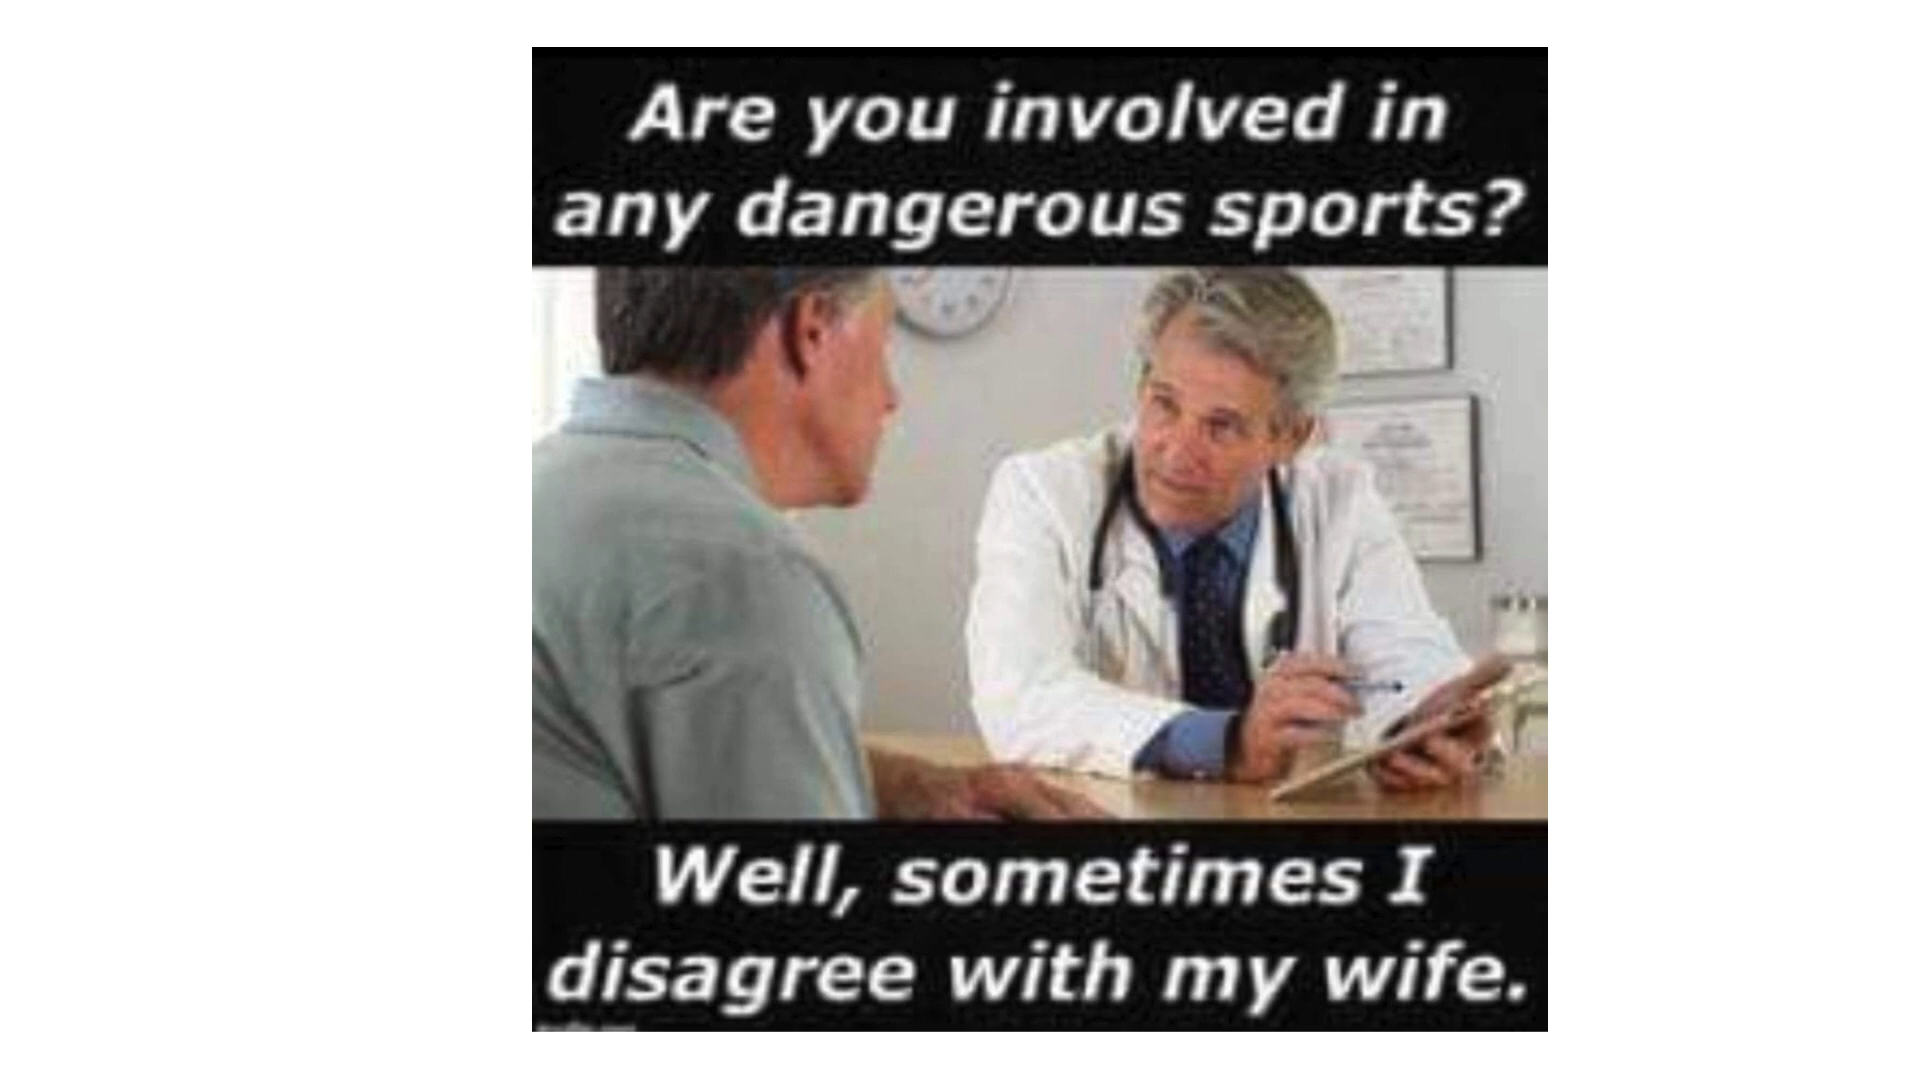 Are you involved in
any dangerous sports?
Well, sometimes I
disagree with my wife.